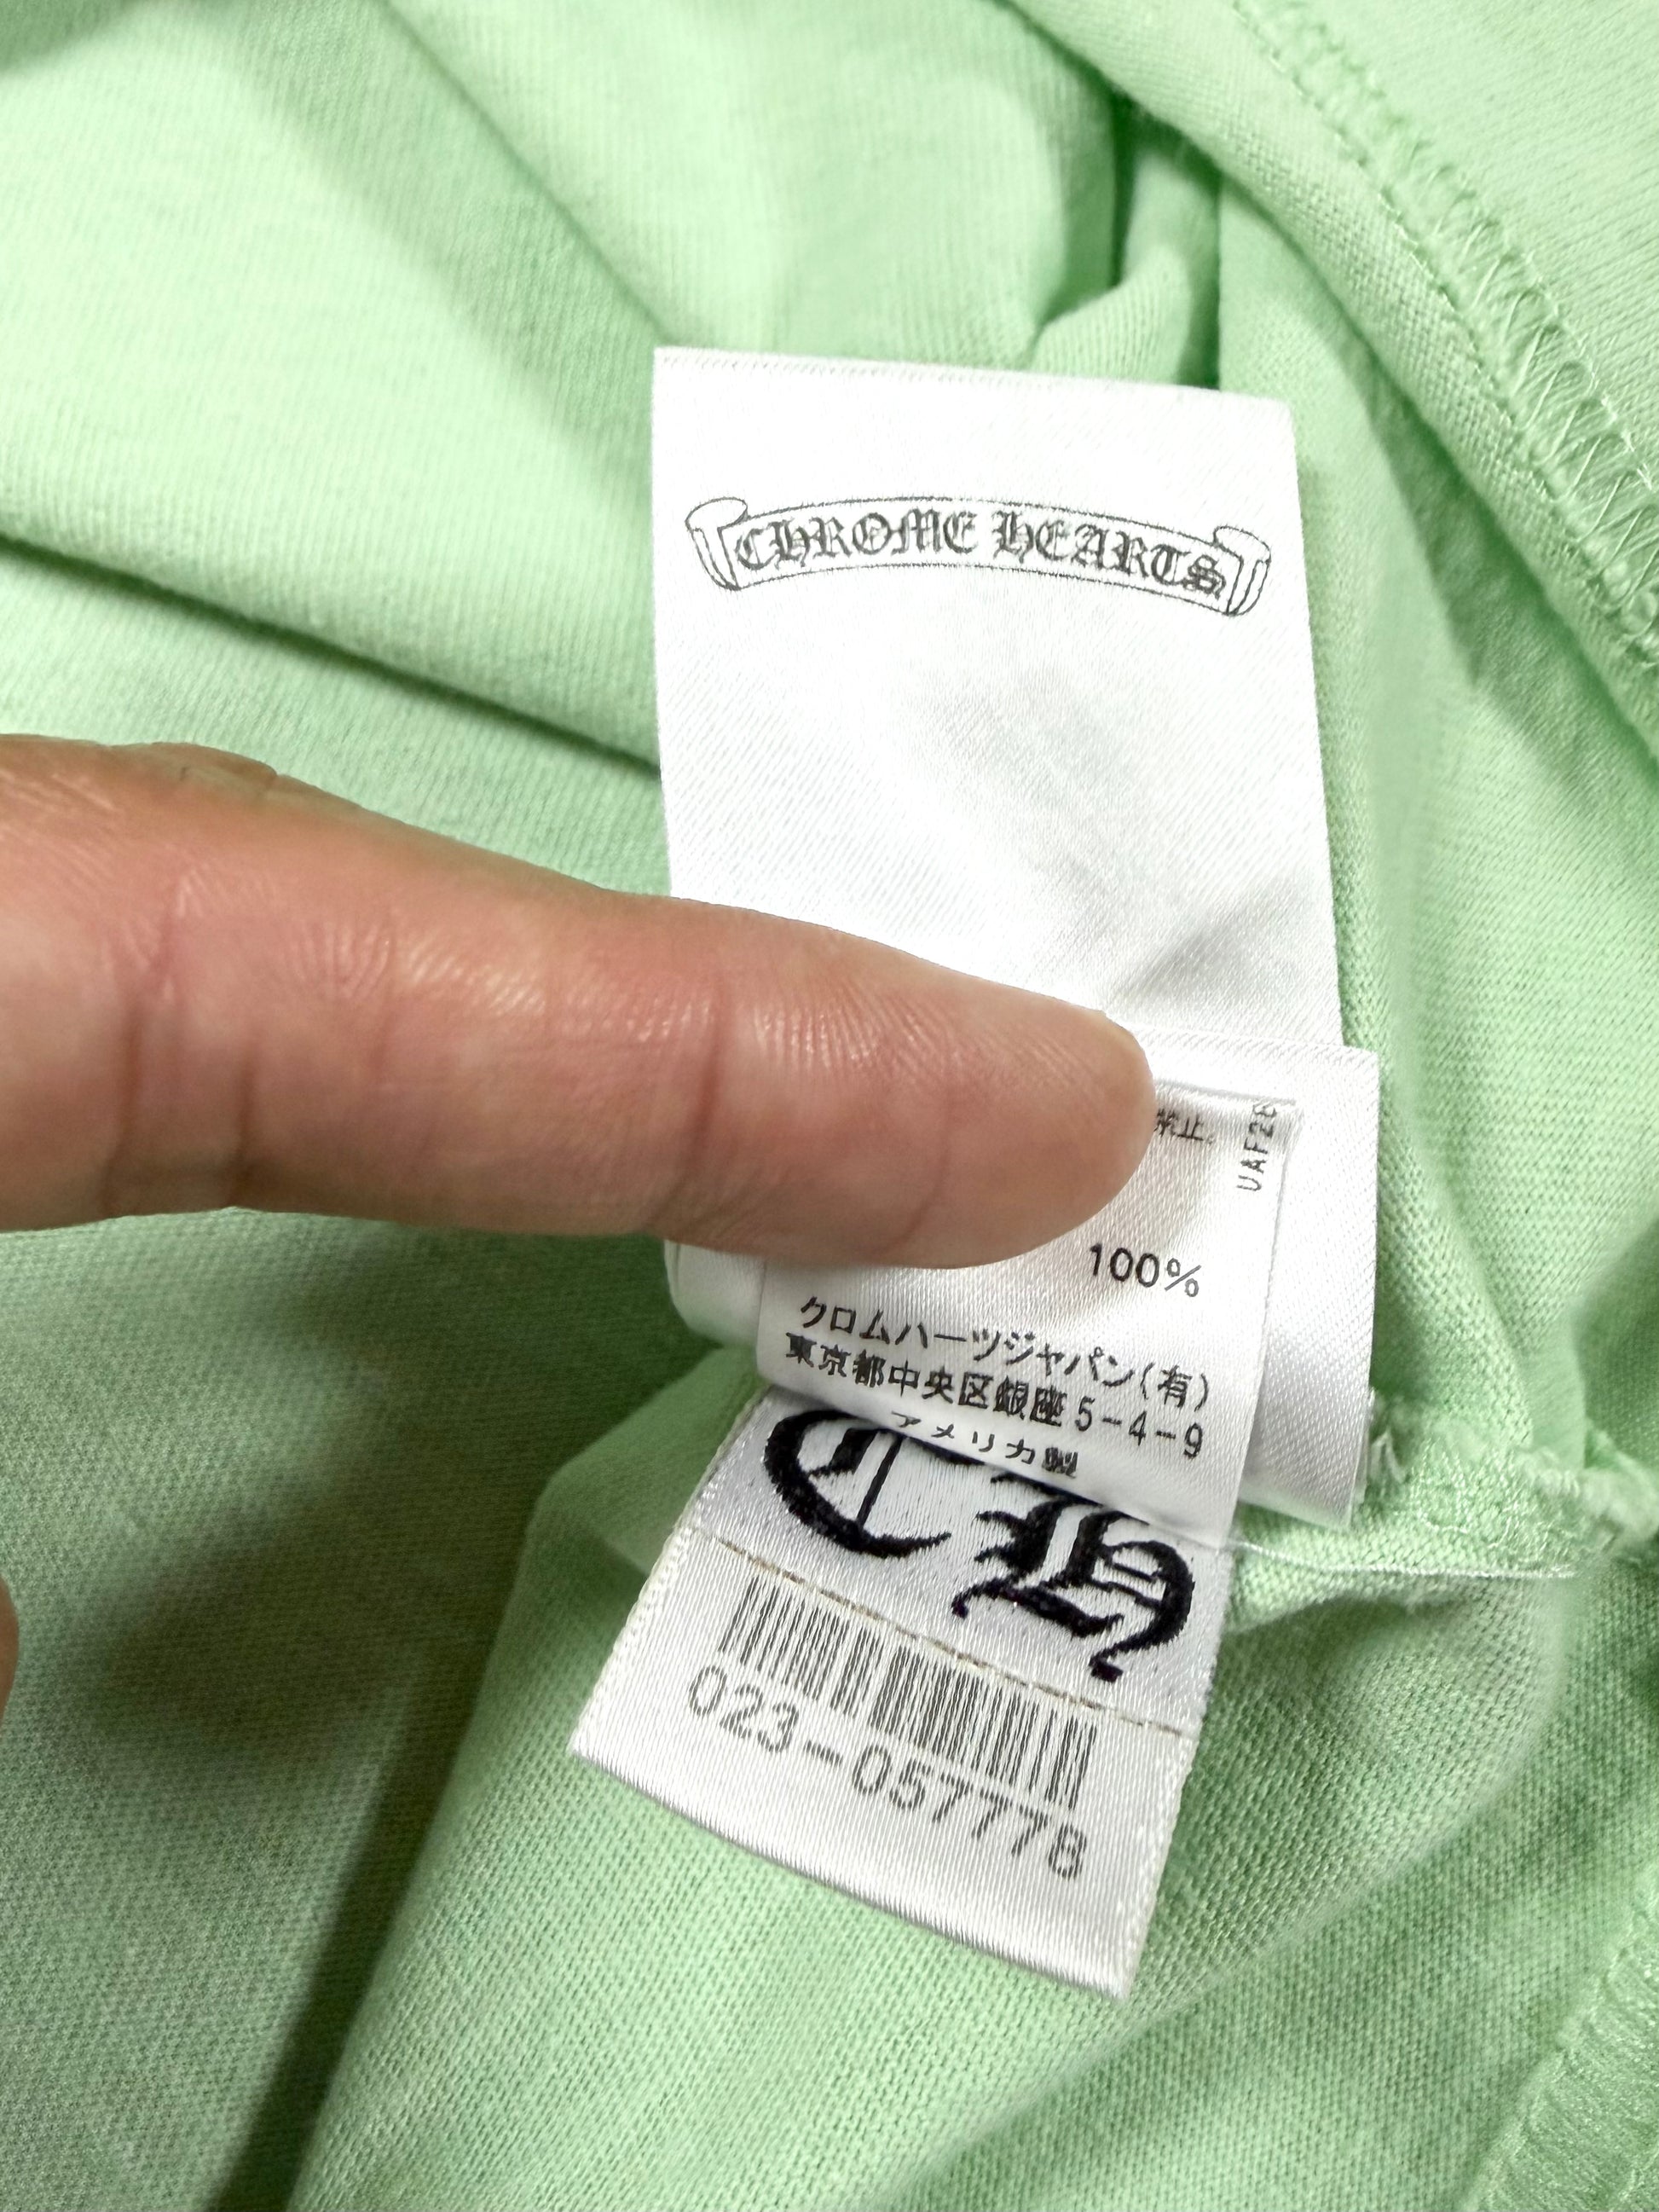 CHROME HEARTS
禁止。
100%
クロムハーツジャパン(有)
東京都中央区銀座5-4-9
アメリカ製
CH
023-057778